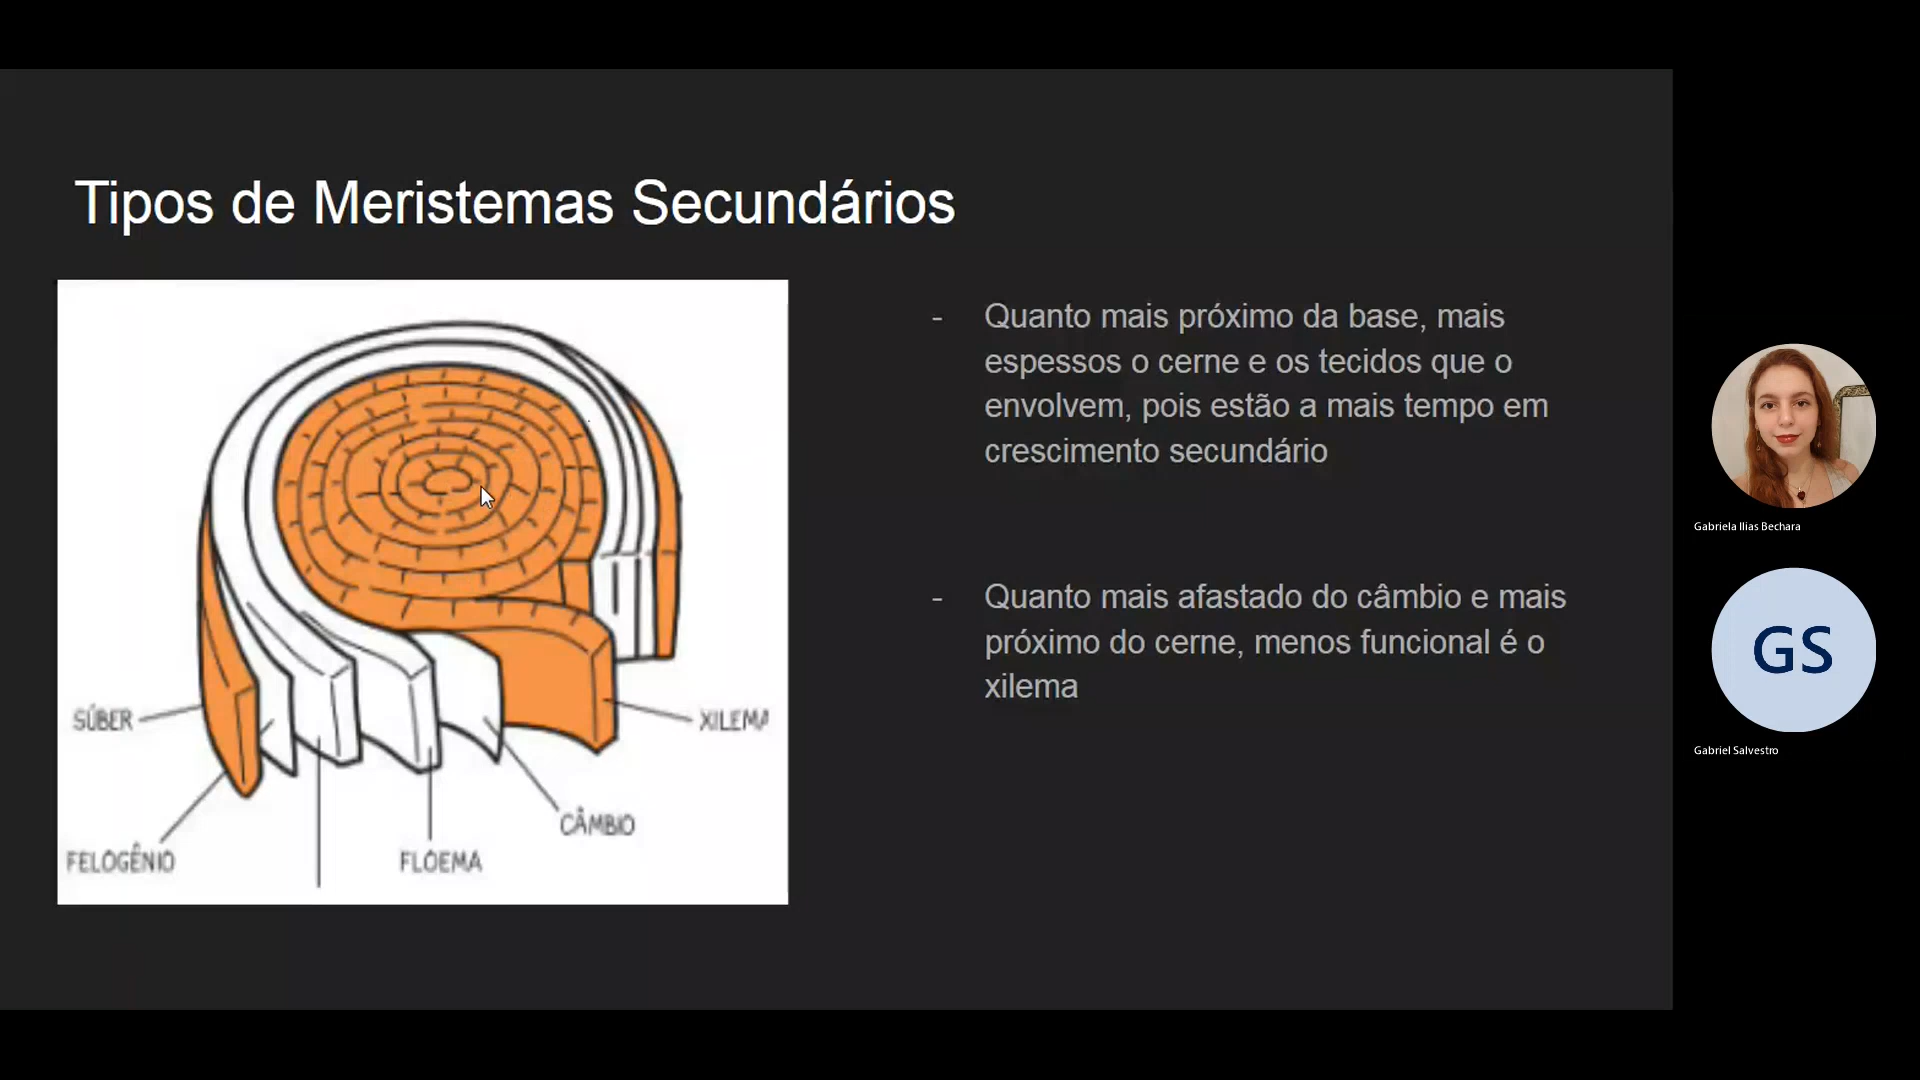 Tipos de Meristemas Secundários
- Quanto mais próximo da base, mais
espessos o cerne e os tecidos que o
envolvem, pois estão a mais tempo em
crescimento secundário
- Quanto mais afastado do câmbio e mais
próximo do cerne, menos funcional é o
xilema
SÚBER
XILEMA
CÂMBIO
FELOGÊNIO
FLOEMA
Gabriela Ilias Bechara
GS
Gabriel Salvestro